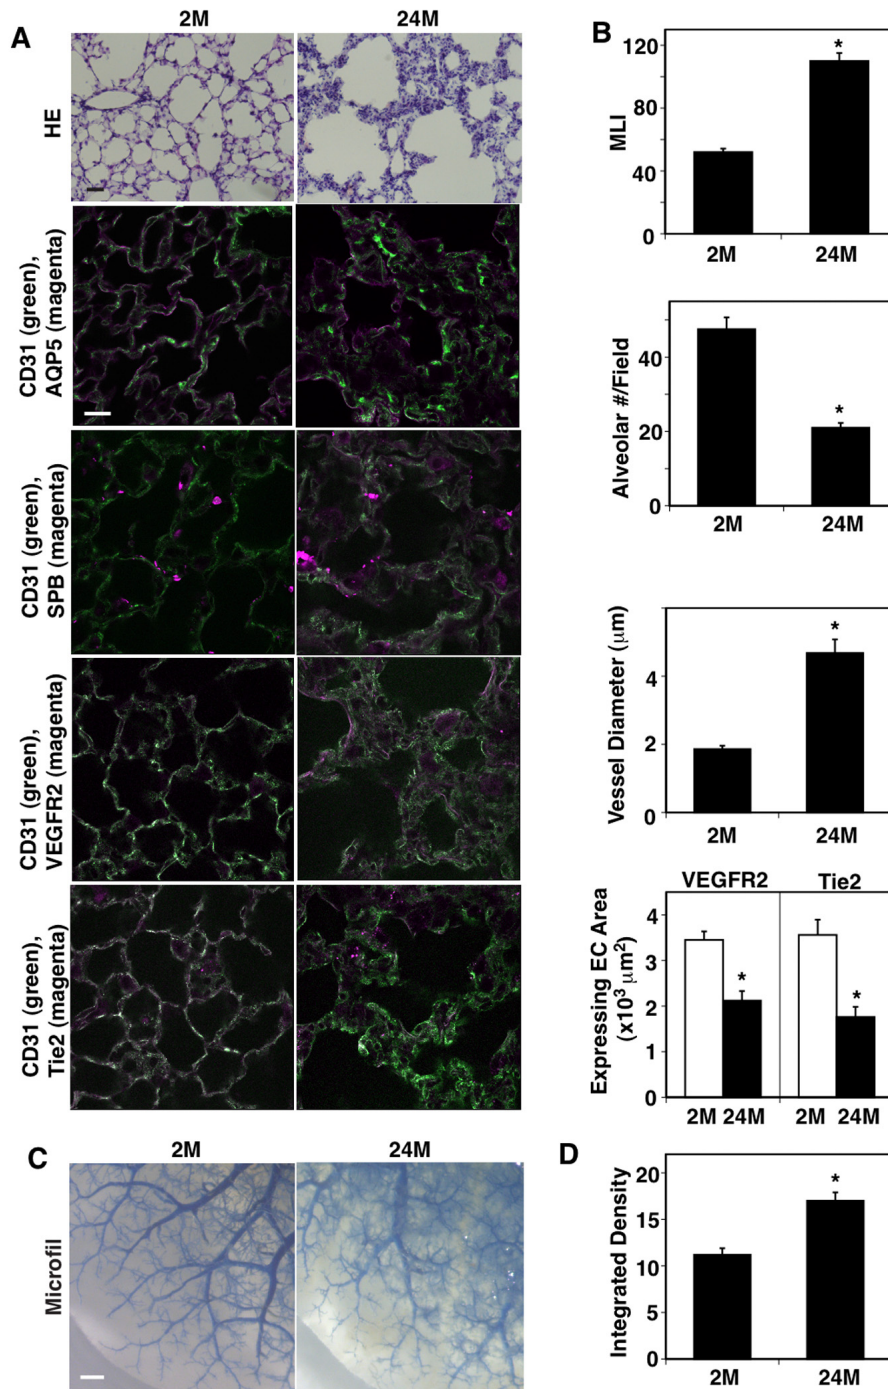 A
2M 24M
HE
CD31 (green),
AQP5 (magenta)
CD31 (green),
SPB (magenta)
CD31 (green),
VEGFR2 (magenta)
CD31 (green),
Tie2 (magenta)
B
MLI
120
80
40
0
*
2M 24M
Alveolar #/Field
40
20
0
*
2M 24M
Vessel Diameter (μm)
4
2
0
*
2M 24M
VEGFR2 Tie2
Expressing EC Area
(x10³ μm²)
4
3
2
1
0
* *
2M 24M 2M 24M
C
2M 24M
Microfil
D
Integrated Density
20
15
10
5
0
*
2M 24M